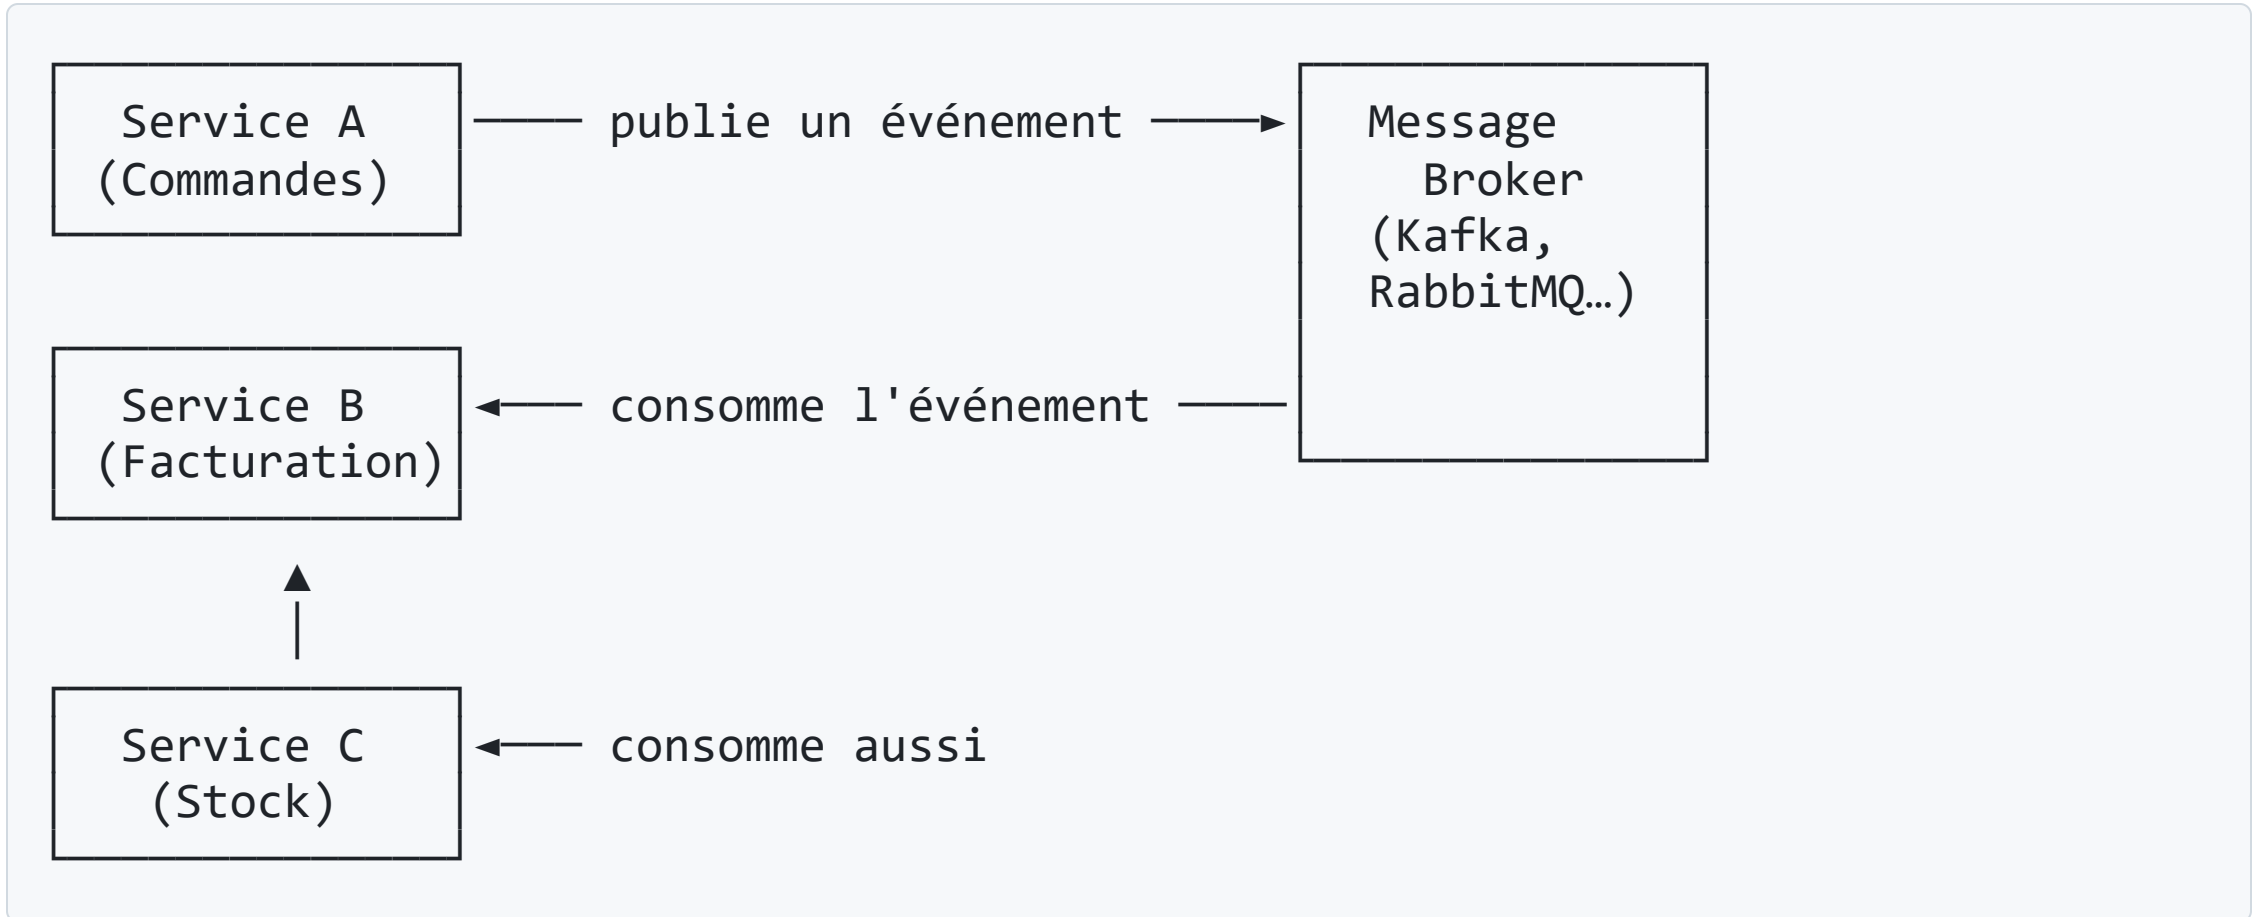 Service A
(Commandes)
publie un événement
Message
Broker
(Kafka,
RabbitMQ…)
Service B
(Facturation)
consomme l'événement
Service C
(Stock)
consomme aussi